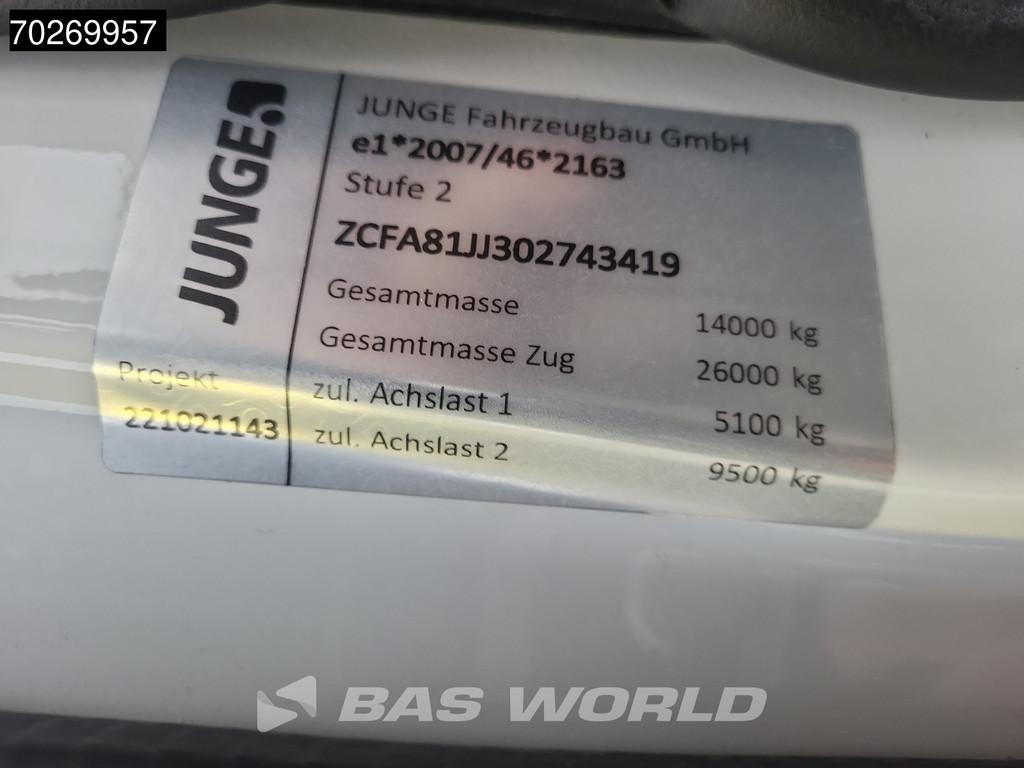 70269957
JUNGE
JUNGE Fahrzeugbau GmbH
e1*2007/46*2163
Stufe 2
ZCFA81JJ302743419
Gesamtmasse 14000 kg
Gesamtmasse Zug 26000 kg
zul. Achslast 1 5100 kg
zul. Achslast 2 9500 kg
Projekt
221021143
BAS WORLD